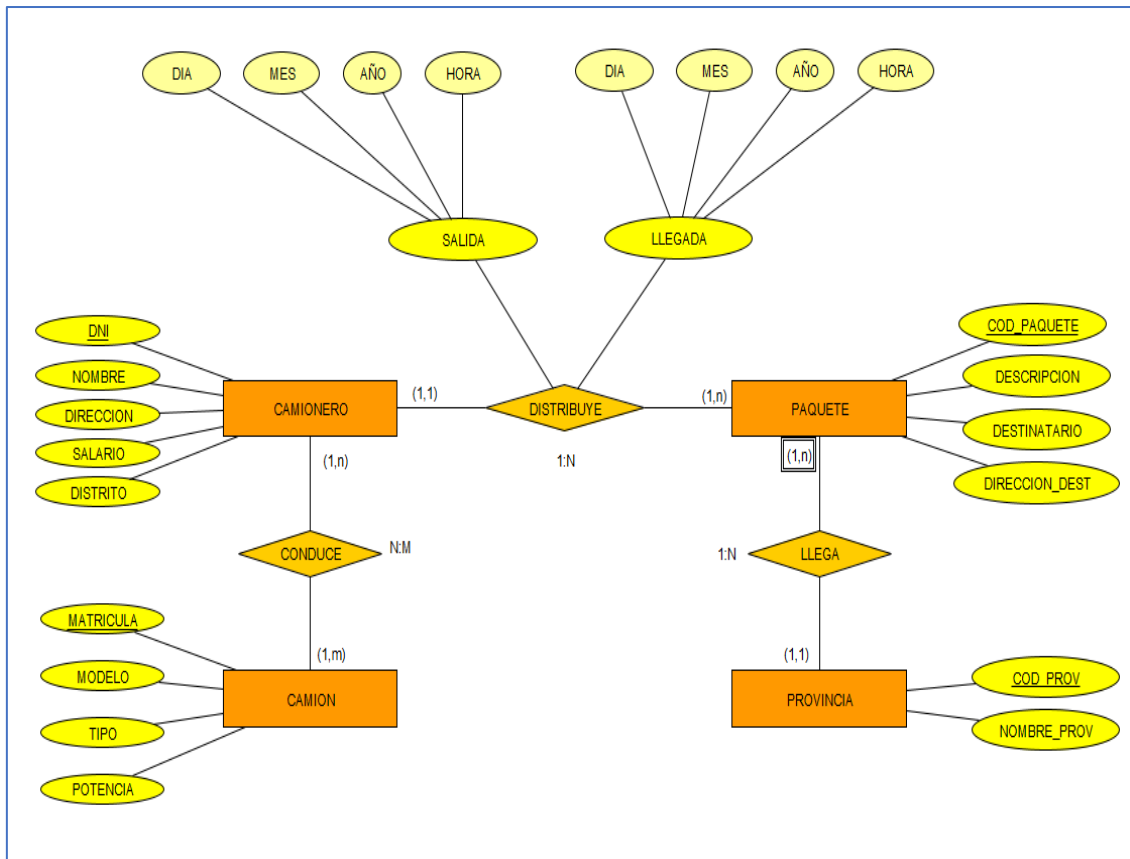 DIA
MES
AÑO
HORA
DIA
MES
AÑO
HORA
SALIDA
LLEGADA
DNI
NOMBRE
DIRECCION
SALARIO
DISTRITO
CAMIONERO
(1,1)
DISTRIBUYE
1:N
(1,n)
PAQUETE
COD_PAQUETE
DESCRIPCION
DESTINATARIO
DIRECCION_DEST
(1,n)
(1,n)
CONDUCE
N:M
1:N
LLEGA
(1,m)
(1,1)
MATRICULA
MODELO
TIPO
POTENCIA
CAMION
PROVINCIA
COD_PROV
NOMBRE_PROV